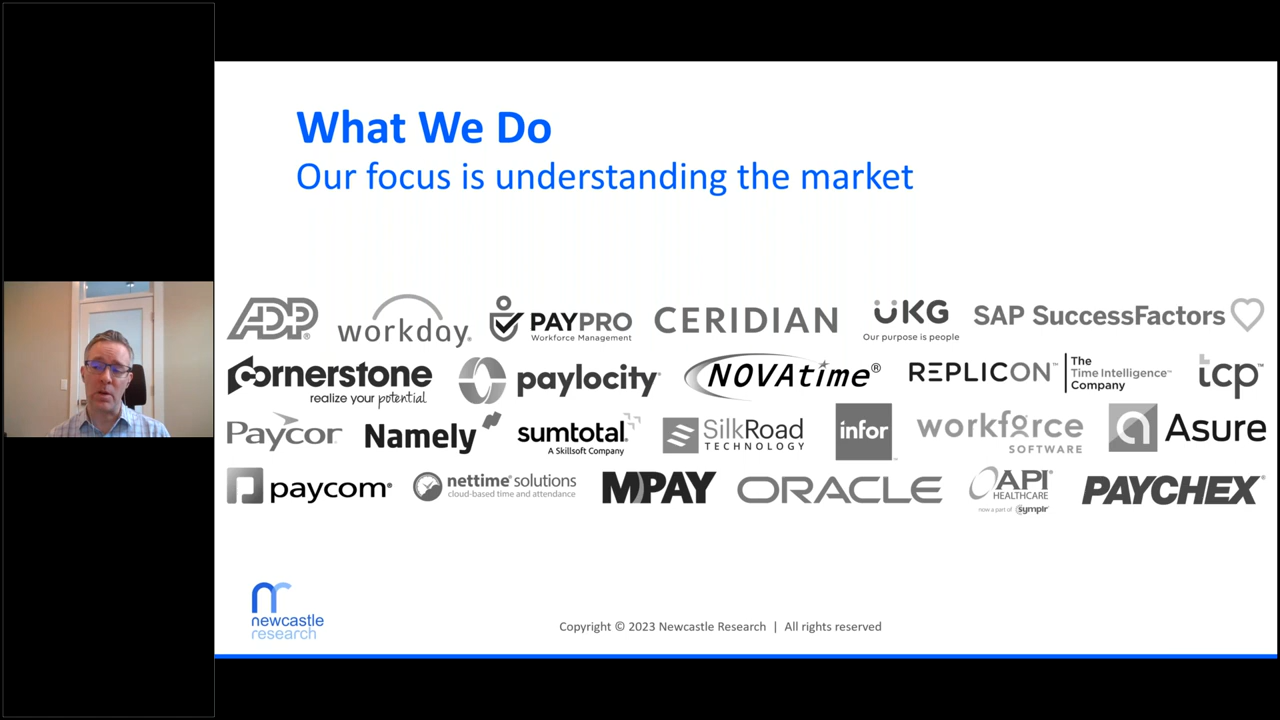 What We Do
Our focus is understanding the market
ADP®
workday®
PAYPRO
Workforce Management
CERIDIAN
UKG
Our purpose is people
SAP SuccessFactors
cornerstone
realize your potential
paylocity®
NOVAtime®
REPLICON™
The
Time Intelligence™
Company
tcp™
Paycor
Namely
sumtotal
A Skillsoft Company
SilkRoad
TECHNOLOGY
infor
workforce
SOFTWARE
a Asure
paycom®
nettime® solutions
cloud-based time and attendance
MPAY
ORACLE
API
HEALTHCARE
now a part of symplr
PAYCHEX®
newcastle
research
Copyright © 2023 Newcastle Research | All rights reserved